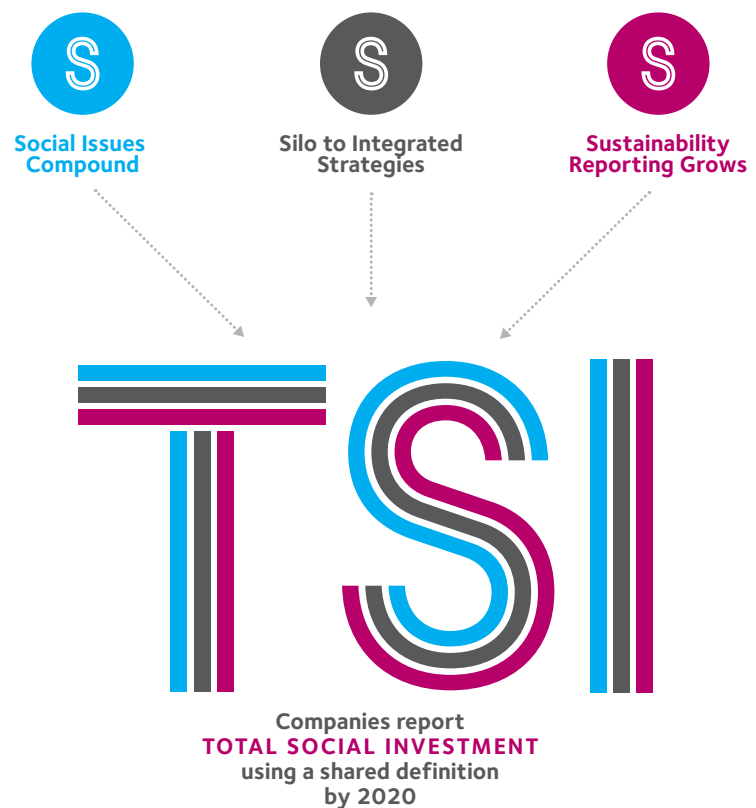 S
S
S
Social Issues
Compound
Silo to Integrated
Strategies
Sustainability
Reporting Grows
TSI
Companies report
TOTAL SOCIAL INVESTMENT
using a shared definition
by 2020